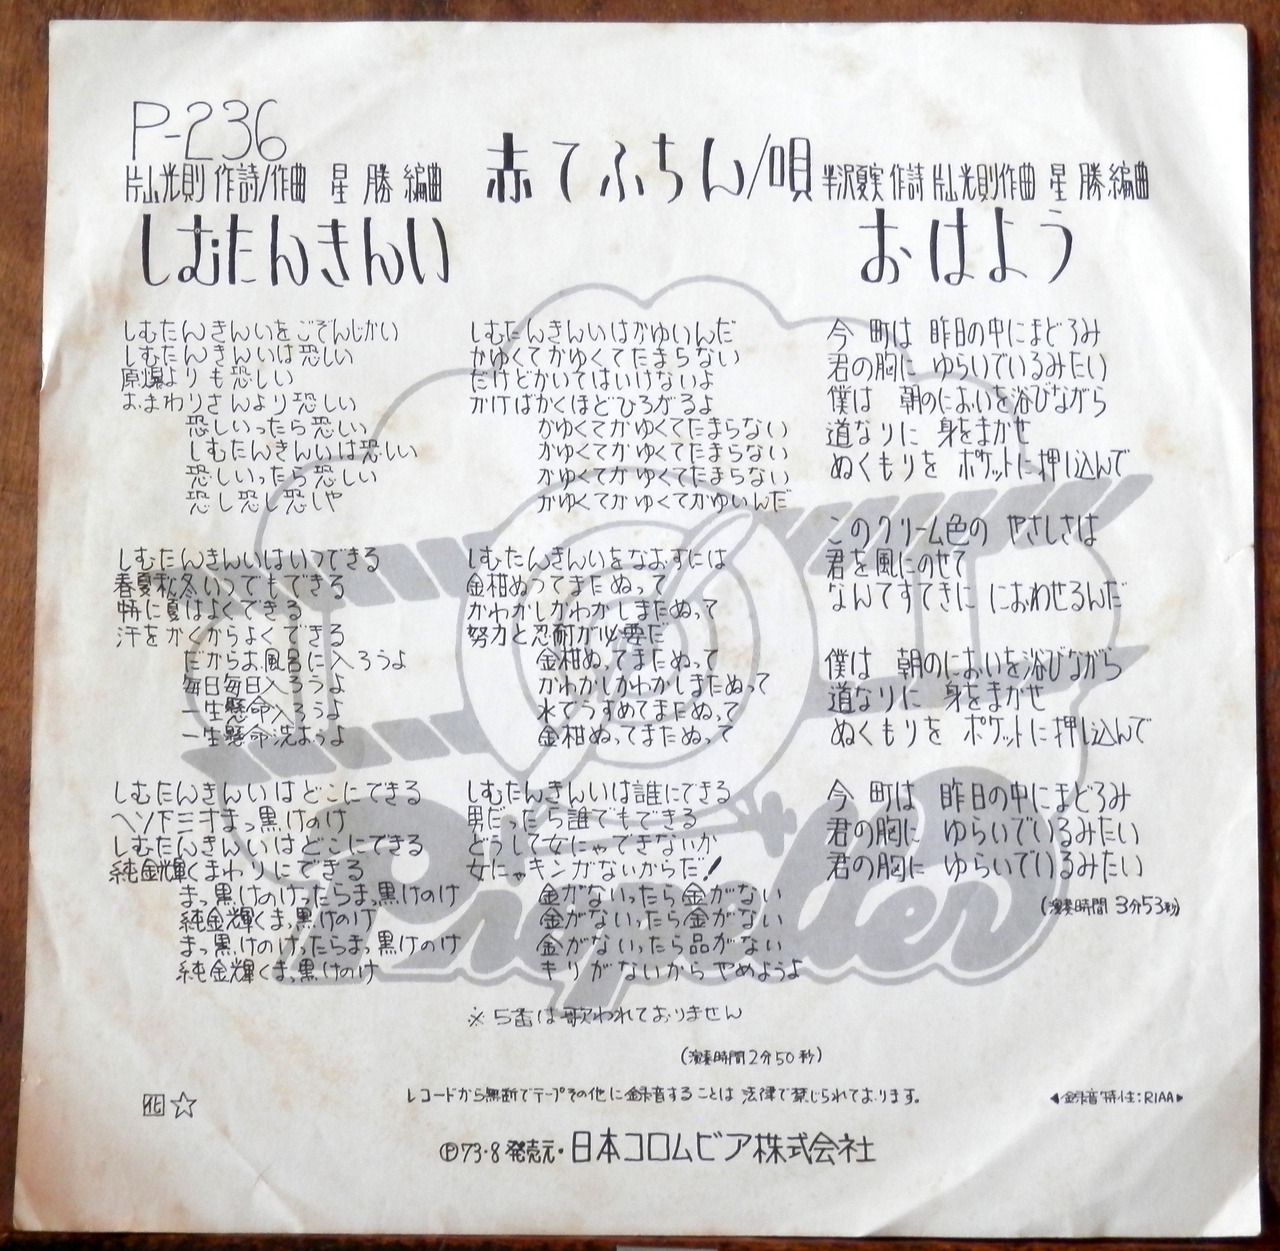 P-236
片山光則 作詩/作曲 星 勝 編曲
しむたんきんい
赤てふちん/唄
半沢夏実 作詩 片山光則作曲 星 勝 編曲
おはよう
しむたんきんいをごぞんじかい
しむたんきんいは恐しい
原爆よりも恐しい
おまわりさんより恐しい
恐しいったら恐しい
しむたんきんいは恐しい
恐しいったら恐しい
恐し恐し恐しや
しむたんきんいはいつできる
春夏秋冬いつでもできる
特に夏はよくできる
汗をかくからよくできる
だからお風呂に入ろうよ
毎日毎日入ろうよ
一生懸命入ろうよ
一生懸命洗おうよ
しむたんきんいはどこにできる
ヘソ下三寸まっ黒けのけ
しむたんきんいはどこにできる
純金輝くまわりにできる
まっ黒けのけったらまっ黒けのけ
純金輝くまっ黒けのけ
まっ黒けのけったらまっ黒けのけ
純金輝くまっ黒けのけ
しむたんきんいはかゆいんだ
かゆくてかゆくてたまらない
だけどかいてはいけないよ
かけばかくほどひろがるよ
かゆくてかゆくてたまらない
かゆくてかゆくてたまらない
かゆくてかゆくてたまらない
かゆくてかゆくてかゆいんだ
しむたんきんいをなおすには
金柑ぬってまたぬって
かわかしかわかしまたぬって
努力と忍耐が必要だ
金柑ぬってまたぬって
かわかしかわかしまたぬって
水でうすめてまたぬって
金柑ぬってまたぬって
しむたんきんいは誰にできる
男だったら誰でもできる
どうして女にゃできないか
女にゃキンがないからだ!
金がないったら金がない
金がないったら金がない
金がないったら品がない
キリがないからやめようよ
※5番は歌われておりません
(演奏時間2分50秒)
今 町は 昨日の中にまどろみ
君の胸に ゆらいでいるみたい
僕は 朝のにおいを浴びながら
道なりに 身をまかせ
ぬくもりを ポケットに押し込んで
このクリーム色の やさしさは
君を風にのせて
なんてすてきに におわせるんだ
僕は 朝のにおいを浴びながら
道なりに 身をまかせ
ぬくもりを ポケットに押し込んで
今 町は 昨日の中にまどろみ
君の胸に ゆらいでいるみたい
君の胸に ゆらいでいるみたい
(演奏時間 3分53秒)
Propeller
化☆
レコードから無断でテープその他に録音することは法律で禁じられております。
◀録音特性:RIAA▶
Ⓟ73・8 発売元・日本コロムビア株式会社